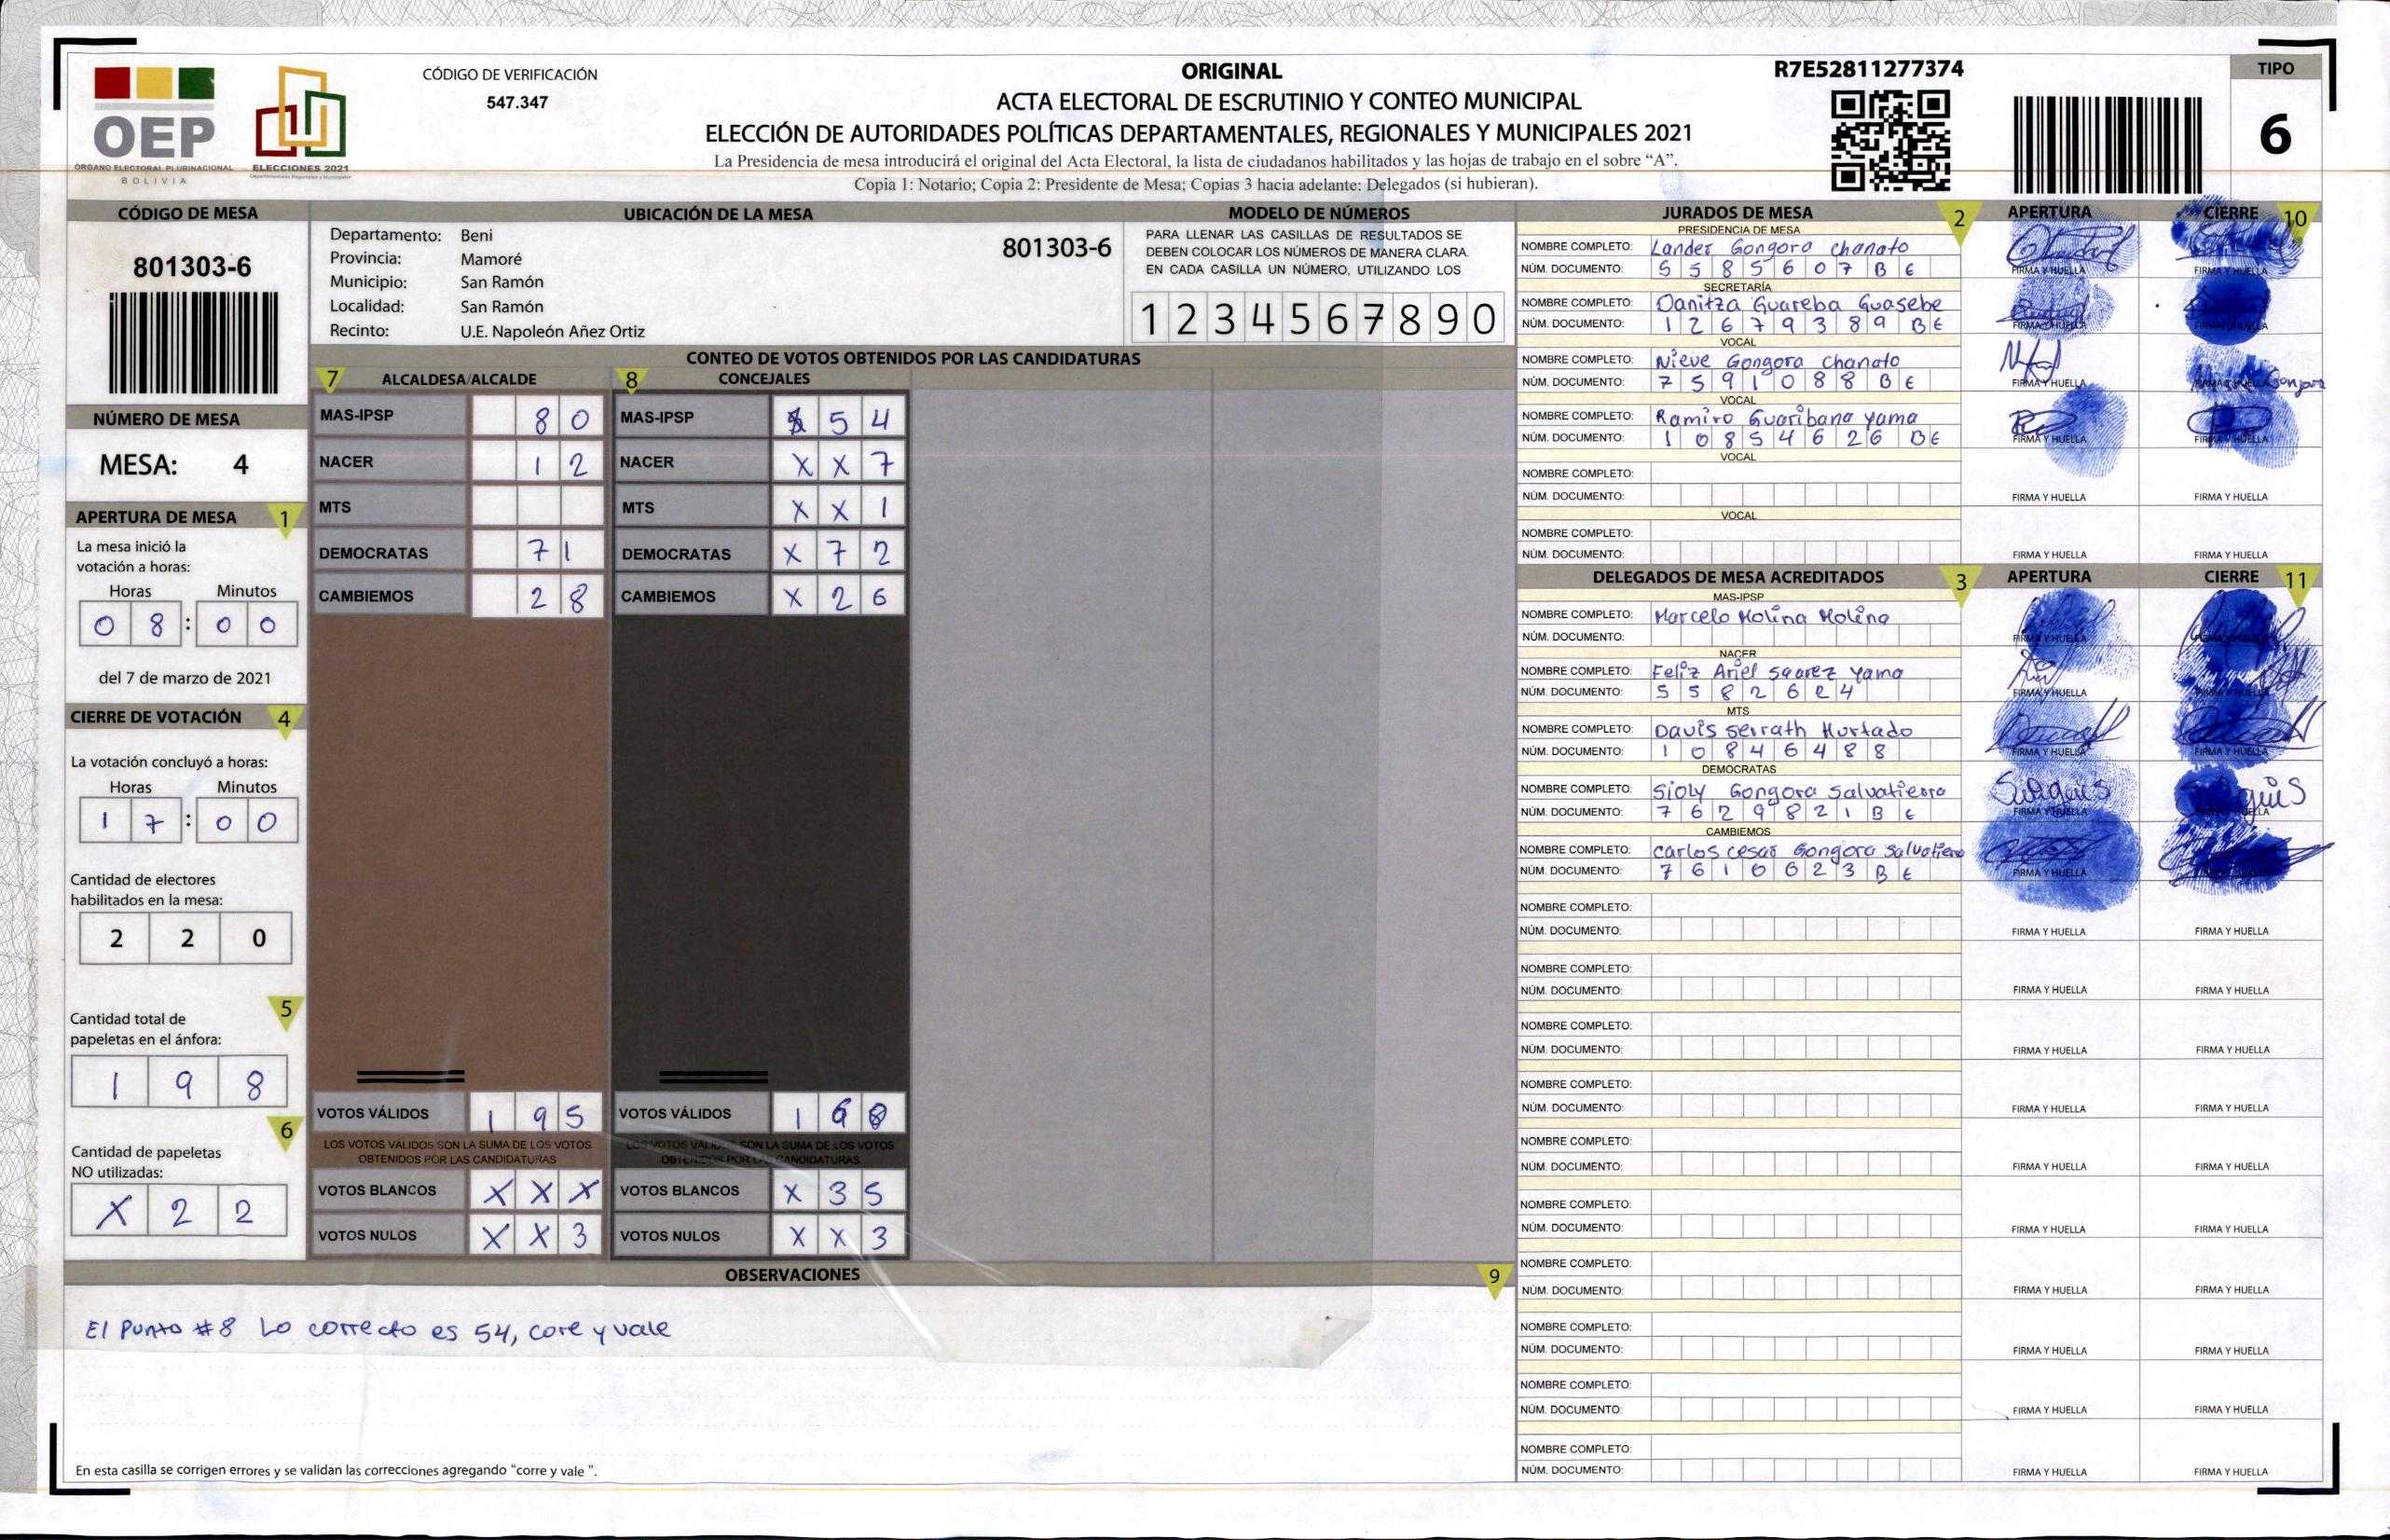 OEP
ÓRGANO ELECTORAL PLURINACIONAL
BOLIVIA
ELECCIONES 2021
CÓDIGO DE VERIFICACIÓN
547.347
ORIGINAL
ACTA ELECTORAL DE ESCRUTINIO Y CONTEO MUNICIPAL
ELECCIÓN DE AUTORIDADES POLÍTICAS DEPARTAMENTALES, REGIONALES Y MUNICIPALES 2021
La Presidencia de mesa introducirá el original del Acta Electoral, la lista de ciudadanos habilitados y las hojas de trabajo en el sobre “A”.
Copia 1: Notario; Copia 2: Presidente de Mesa; Copias 3 hacia adelante: Delegados (si hubieran).
R7E52811277374
TIPO
6
CÓDIGO DE MESA
801303-6
NÚMERO DE MESA
MESA: 4
APERTURA DE MESA 1
La mesa inició la
votación a horas:
Horas Minutos
0 8 : 0 0
del 7 de marzo de 2021
CIERRE DE VOTACIÓN 4
La votación concluyó a horas:
Horas Minutos
1 7 : 0 0
Cantidad de electores
habilitados en la mesa:
2 2 0
5
Cantidad total de
papeletas en el ánfora:
1 9 8
6
Cantidad de papeletas
NO utilizadas:
X 2 2
UBICACIÓN DE LA MESA
Departamento: Beni
Provincia: Mamoré
Municipio: San Ramón
Localidad: San Ramón
Recinto: U.E. Napoleón Añez Ortiz
801303-6
MODELO DE NÚMEROS
PARA LLENAR LAS CASILLAS DE RESULTADOS SE
DEBEN COLOCAR LOS NÚMEROS DE MANERA CLARA.
EN CADA CASILLA UN NÚMERO, UTILIZANDO LOS
1 2 3 4 5 6 7 8 9 0
CONTEO DE VOTOS OBTENIDOS POR LAS CANDIDATURAS
7 ALCALDESA/ALCALDE
MAS-IPSP 8 0
NACER 1 2
MTS
DEMOCRATAS 7 1
CAMBIEMOS 2 8
VOTOS VÁLIDOS 1 9 5
LOS VOTOS VALIDOS SON LA SUMA DE LOS VOTOS
OBTENIDOS POR LAS CANDIDATURAS
VOTOS BLANCOS X X X
VOTOS NULOS X X 3
8 CONCEJALES
MAS-IPSP 5 4
NACER X X 7
MTS X X 1
DEMOCRATAS X 7 2
CAMBIEMOS X 2 6
VOTOS VÁLIDOS 1 6 0
LOS VOTOS VALIDOS SON LA SUMA DE LOS VOTOS
OBTENIDOS POR LAS CANDIDATURAS
VOTOS BLANCOS X 3 5
VOTOS NULOS X X 3
OBSERVACIONES 9
El Punto #8 Lo correcto es 54, core y vale
En esta casilla se corrigen errores y se validan las correcciones agregando “corre y vale ”.
JURADOS DE MESA 2 APERTURA CIERRE 10
PRESIDENCIA DE MESA
NOMBRE COMPLETO: Lander Gongora chanato
NÚM. DOCUMENTO: 5 5 8 5 6 0 7 B E
FIRMA Y HUELLA FIRMA Y HUELLA
SECRETARÍA
NOMBRE COMPLETO: Danitza Guareba Guasebe
NÚM. DOCUMENTO: 1 2 6 7 9 3 8 9 B E
FIRMA Y HUELLA FIRMA Y HUELLA
VOCAL
NOMBRE COMPLETO: Nieve Gongora chanato
NÚM. DOCUMENTO: 7 5 9 1 0 8 8 B E
FIRMA Y HUELLA FIRMA Y HUELLA
VOCAL
NOMBRE COMPLETO: Ramiro Guaribana yama
NÚM. DOCUMENTO: 1 0 8 5 4 6 2 6 B E
FIRMA Y HUELLA FIRMA Y HUELLA
VOCAL
NOMBRE COMPLETO:
NÚM. DOCUMENTO:
FIRMA Y HUELLA FIRMA Y HUELLA
VOCAL
NOMBRE COMPLETO:
NÚM. DOCUMENTO:
FIRMA Y HUELLA FIRMA Y HUELLA
DELEGADOS DE MESA ACREDITADOS 3 APERTURA CIERRE 11
MAS-IPSP
NOMBRE COMPLETO: Marcelo Molina Molina
NÚM. DOCUMENTO:
FIRMA Y HUELLA FIRMA Y HUELLA
NACER
NOMBRE COMPLETO: Feliz Ariel Suarez yama
NÚM. DOCUMENTO: 5 5 8 2 6 2 4
FIRMA Y HUELLA FIRMA Y HUELLA
MTS
NOMBRE COMPLETO: Davis Serrath Hurtado
NÚM. DOCUMENTO: 1 0 8 4 6 4 8 8
FIRMA Y HUELLA FIRMA Y HUELLA
DEMOCRATAS
NOMBRE COMPLETO: Sioly Gongora Salvatierra
NÚM. DOCUMENTO: 7 6 2 9 8 2 1 B E
FIRMA Y HUELLA FIRMA Y HUELLA
CAMBIEMOS
NOMBRE COMPLETO: carlos cesar Gongora Salvatierra
NÚM. DOCUMENTO: 7 6 1 0 6 2 3 B E
FIRMA Y HUELLA FIRMA Y HUELLA
NOMBRE COMPLETO:
NÚM. DOCUMENTO:
FIRMA Y HUELLA FIRMA Y HUELLA
NOMBRE COMPLETO:
NÚM. DOCUMENTO:
FIRMA Y HUELLA FIRMA Y HUELLA
NOMBRE COMPLETO:
NÚM. DOCUMENTO:
FIRMA Y HUELLA FIRMA Y HUELLA
NOMBRE COMPLETO:
NÚM. DOCUMENTO:
FIRMA Y HUELLA FIRMA Y HUELLA
NOMBRE COMPLETO:
NÚM. DOCUMENTO:
FIRMA Y HUELLA FIRMA Y HUELLA
NOMBRE COMPLETO:
NÚM. DOCUMENTO:
FIRMA Y HUELLA FIRMA Y HUELLA
NOMBRE COMPLETO:
NÚM. DOCUMENTO:
FIRMA Y HUELLA FIRMA Y HUELLA
NOMBRE COMPLETO:
NÚM. DOCUMENTO:
FIRMA Y HUELLA FIRMA Y HUELLA
NOMBRE COMPLETO:
NÚM. DOCUMENTO:
FIRMA Y HUELLA FIRMA Y HUELLA
NOMBRE COMPLETO:
NÚM. DOCUMENTO:
FIRMA Y HUELLA FIRMA Y HUELLA